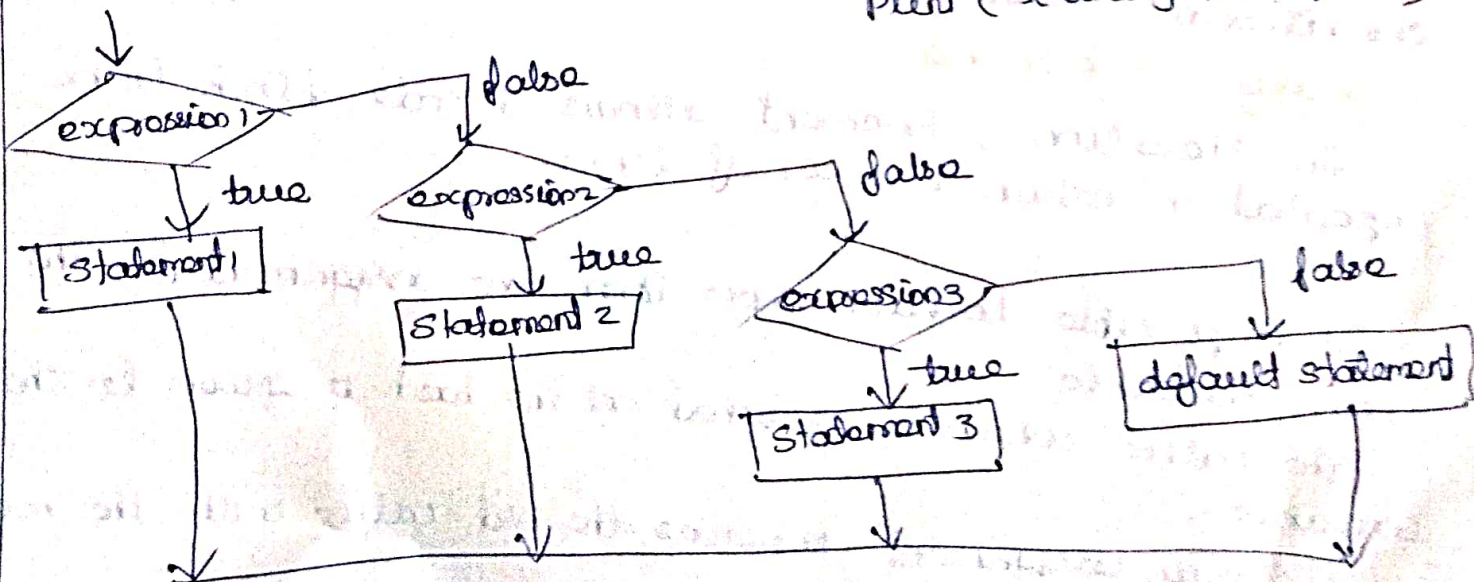 false
expression1
false
true
expression2
Statement1
true
false
expression3
Statement 2
true
default statement
Statement 3